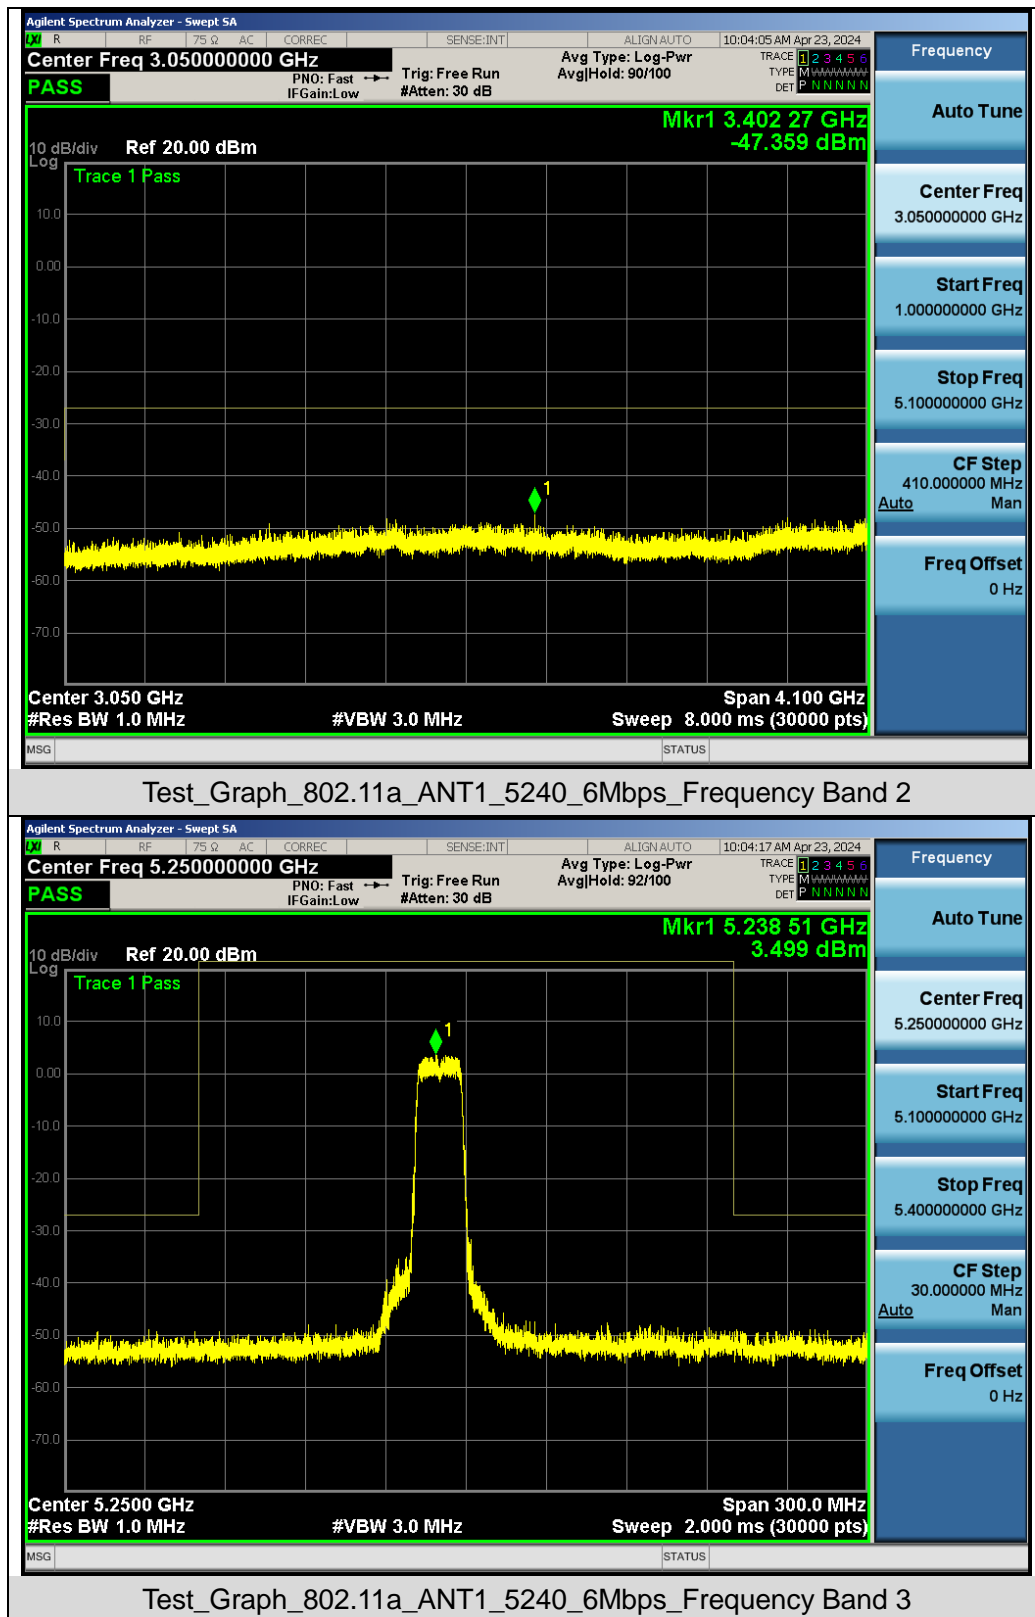 Agilent Spectrum Analyzer - Swept SA
LXI R RF 75 Ω AC CORREC SENSE:INT ALIGN AUTO 10:04:05 AM Apr 23, 2024
Center Freq 3.050000000 GHz
PNO: Fast
IFGain:Low
Trig: Free Run
#Atten: 30 dB
Avg Type: Log-Pwr
Avg|Hold: 90/100
TRACE 1 2 3 4 5 6
TYPE M
DET P N N N N N
PASS
Mkr1 3.402 27 GHz
-47.359 dBm
10 dB/div Ref 20.00 dBm
Log
Trace 1 Pass
10.0
0.00
-10.0
-20.0
-30.0
-40.0
1
-50.0
-60.0
-70.0
Center 3.050 GHz Span 4.100 GHz
#Res BW 1.0 MHz #VBW 3.0 MHz Sweep 8.000 ms (30000 pts)
MSG STATUS
Frequency
Auto Tune
Center Freq
3.050000000 GHz
Start Freq
1.000000000 GHz
Stop Freq
5.100000000 GHz
CF Step
410.000000 MHz
Auto Man
Freq Offset
0 Hz
Test_Graph_802.11a_ANT1_5240_6Mbps_Frequency Band 2
Agilent Spectrum Analyzer - Swept SA
LXI R RF 75 Ω AC CORREC SENSE:INT ALIGN AUTO 10:04:17 AM Apr 23, 2024
Center Freq 5.250000000 GHz
PNO: Fast
IFGain:Low
Trig: Free Run
#Atten: 30 dB
Avg Type: Log-Pwr
Avg|Hold: 92/100
TRACE 1 2 3 4 5 6
TYPE M
DET P N N N N N
PASS
Mkr1 5.238 51 GHz
3.499 dBm
10 dB/div Ref 20.00 dBm
Log
Trace 1 Pass
10.0
1
0.00
-10.0
-20.0
-30.0
-40.0
-50.0
-60.0
-70.0
Center 5.2500 GHz Span 300.0 MHz
#Res BW 1.0 MHz #VBW 3.0 MHz Sweep 2.000 ms (30000 pts)
MSG STATUS
Frequency
Auto Tune
Center Freq
5.250000000 GHz
Start Freq
5.100000000 GHz
Stop Freq
5.400000000 GHz
CF Step
30.000000 MHz
Auto Man
Freq Offset
0 Hz
Test_Graph_802.11a_ANT1_5240_6Mbps_Frequency Band 3